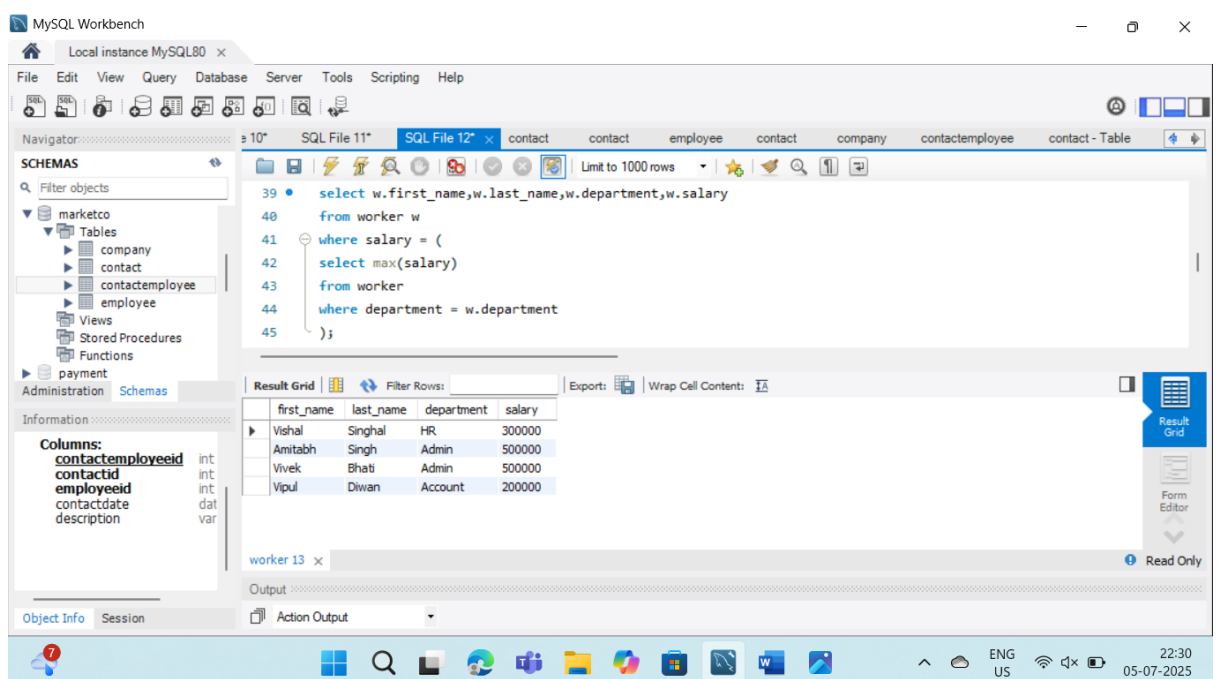 MySQL Workbench
Local instance MySQL80
File Edit View Query Database Server Tools Scripting Help
Navigator
SCHEMAS
Filter objects
marketco
Tables
company
contact
contactemployee
employee
Views
Stored Procedures
Functions
payment
Administration Schemas
Information
Columns:
contactemployeeid int
contactid int
employeeid int
contactdate dat
description var
Object Info Session
e 10* SQL File 11* SQL File 12* contact contact employee contact company contactemployee contact - Table
Limit to 1000 rows
39 select w.first_name,w.last_name,w.department,w.salary
40 from worker w
41 where salary = (
42 select max(salary)
43 from worker
44 where department = w.department
45 );
Result Grid Filter Rows: Export: Wrap Cell Content:
first_name last_name department salary
Vishal Singhal HR 300000
Amitabh Singh Admin 500000
Vivek Bhati Admin 500000
Vipul Diwan Account 200000
Result
Grid
Form
Editor
worker 13
Read Only
Output
Action Output
7
ENG
US
22:30
05-07-2025